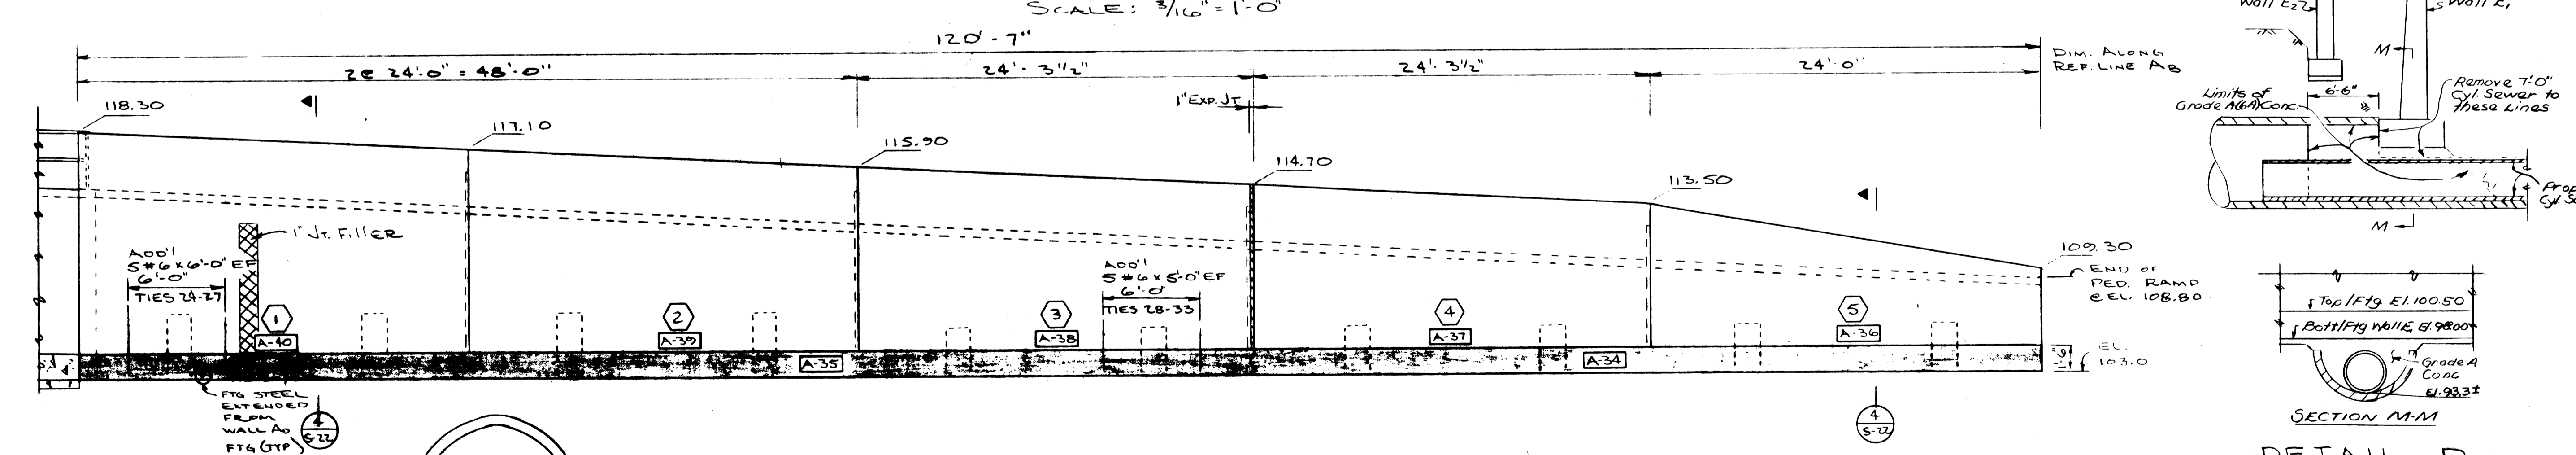 SCALE: 3/16" = 1'-0"
120'-7"
DIM. ALONG
REF. LINE AB
2@ 24'-0" = 48'-0"
24'-3 1/2"
24'-3 1/2"
24'-0"
1" EXP. JT
118.30
117.10
115.90
114.70
113.50
109.30
1" JT. FILLER
ADD'L
5 #6 x 6'-0" EF
6'-0"
TIES 24-27
ADD'L
5 #6 x 5'-0" EF
6'-0"
TIES 28-33
END OF
PED. RAMP
@ EL. 108.80
1
A-40
2
A-39
3
A-38
4
A-37
5
A-36
A-35
A-34
EL.
103.0
FTG STEEL
EXTENDED
FROM
WALL AD
FTG (TYP)
4
S-22
4
S-22
Wall E2
Wall E1
M
Remove 7'-0"
Cyl. Sewer to
these Lines
Limits of
Grade A(6A) Conc.
6'-6"
M
Top/Ftg El. 100.50
Bott/Ftg Wall E, El. 98.00
Grade A
Conc.
El. 93.3±
SECTION M-M
DETAIL